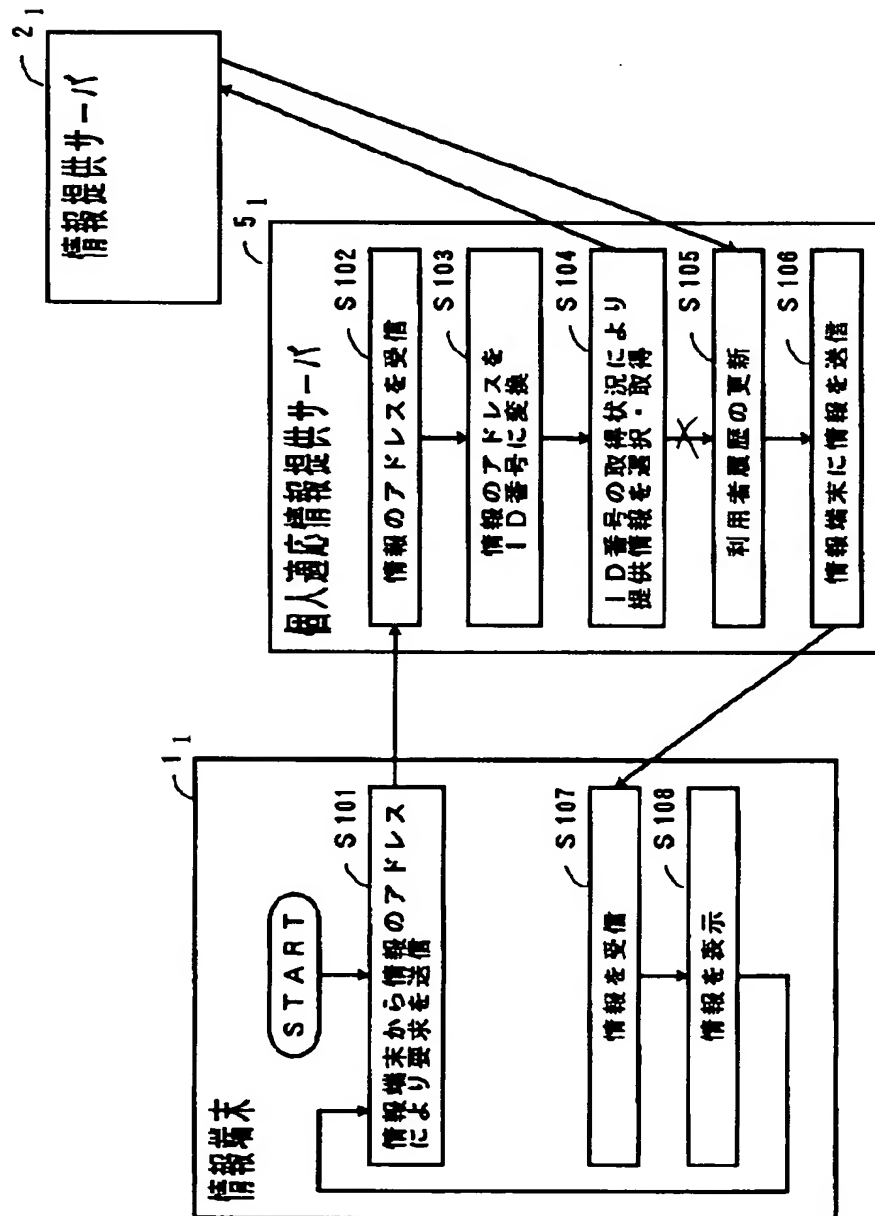 情報端末
1 1
START
S101
情報端末から情報のアドレス
により要求を送信
S107
情報を受信
S108
情報を表示
個人適応情報提供サーバ
5 1
S102
情報のアドレスを受信
S103
情報のアドレスを
ID番号に変換
S104
ID番号の取得状況により
提供情報を選択・取得
S105
利用者履歴の更新
S106
情報端末に情報を送信
情報提供サーバ
2 1